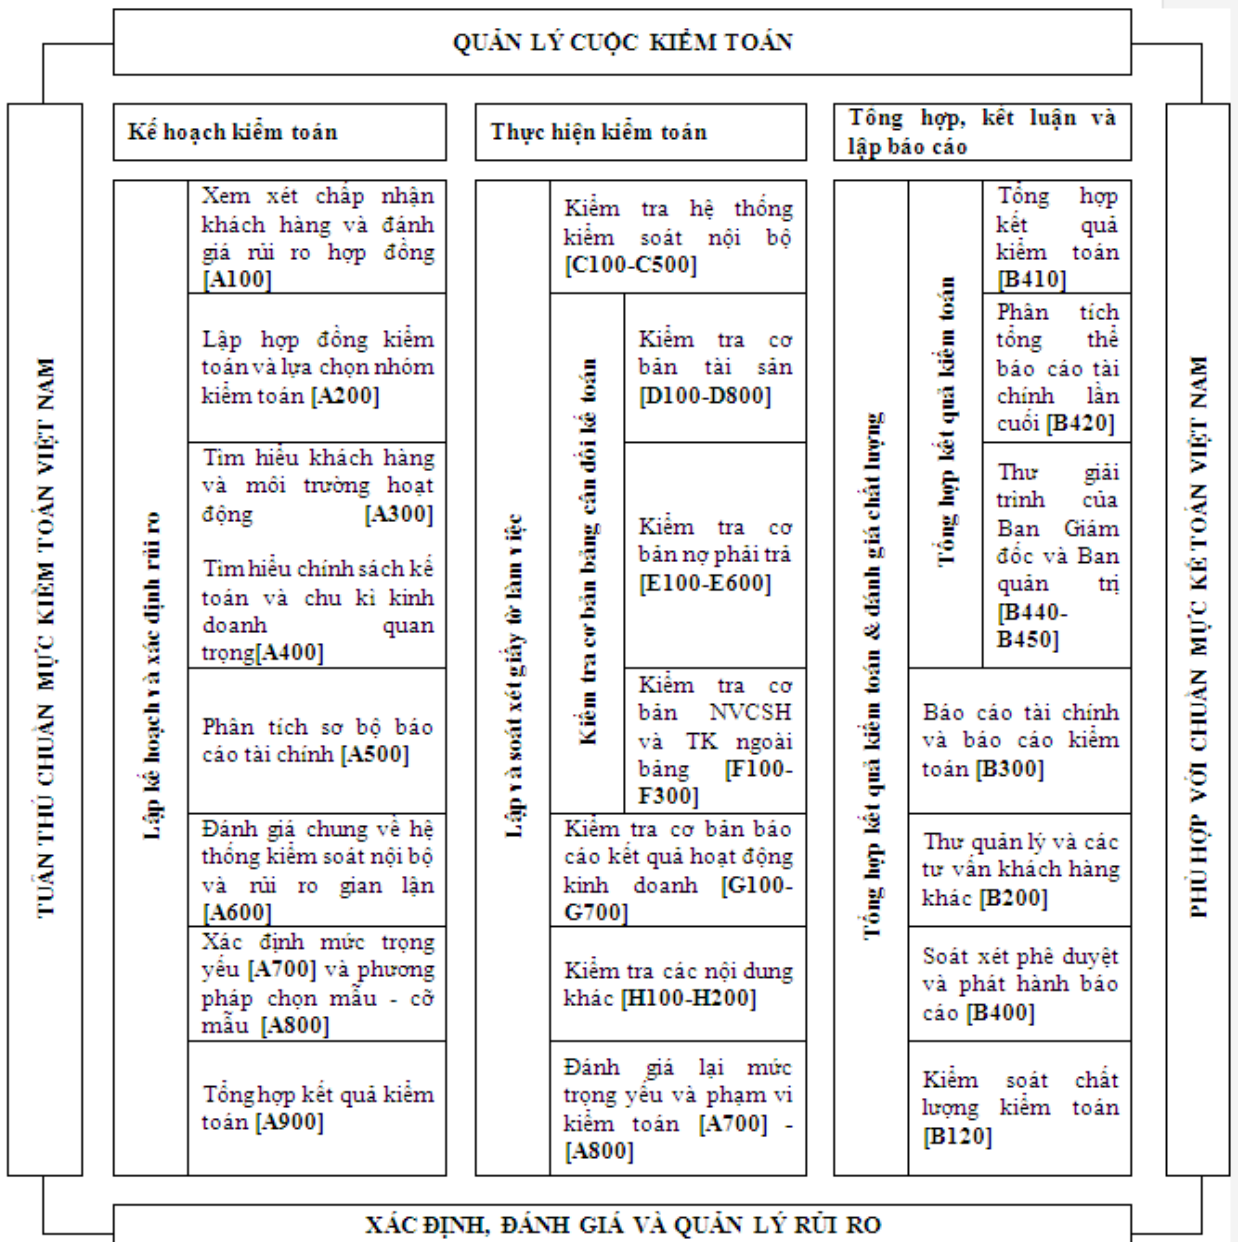 QUẢN LÝ CUỘC KIỂM TOÁN
TUÂN THỦ CHUẨN MỰC KIỂM TOÁN VIỆT NAM
Kế hoạch kiểm toán
Lập kế hoạch và xác định rủi ro
Xem xét chấp nhận
khách hàng và đánh
giá rủi ro hợp đồng
[A100]
Lập hợp đồng kiểm
toán và lựa chọn nhóm
kiểm toán [A200]
Tìm hiểu khách hàng
và môi trường hoạt
động [A300]
Tìm hiểu chính sách kế
toán và chu kì kinh
doanh quan
trọng[A400]
Phân tích sơ bộ báo
cáo tài chính [A500]
Đánh giá chung về hệ
thống kiểm soát nội bộ
và rủi ro gian lận
[A600]
Xác định mức trọng
yếu [A700] và phương
pháp chọn mẫu - cỡ
mẫu [A800]
Tổng hợp kết quả kiểm
toán [A900]
Thực hiện kiểm toán
Lập và soát xét giấy tờ làm việc
Kiểm tra hệ thống
kiểm soát nội bộ
[C100-C500]
Kiểm tra cơ bản bảng cân đối kế toán
Kiểm tra cơ
bản tài sản
[D100-D800]
Kiểm tra cơ
bản nợ phải trả
[E100-E600]
Kiểm tra cơ
bản NVCSH
và TK ngoài
bảng [F100-
F300]
Kiểm tra cơ bản báo
cáo kết quả hoạt động
kinh doanh [G100-
G700]
Kiểm tra các nội dung
khác [H100-H200]
Đánh giá lại mức
trọng yếu và phạm vi
kiểm toán [A700] -
[A800]
Tổng hợp, kết luận và
lập báo cáo
Tổng hợp kết quả kiểm toán & đánh giá chất lượng
Tổng hợp kết quả kiểm toán
Tổng hợp
kết quả
kiểm toán
[B410]
Phân tích
tổng thể
báo cáo tài
chính lần
cuối [B420]
Thư giải
trình của
Ban Giám
đốc và Ban
quản trị
[B440-
B450]
Báo cáo tài chính
và báo cáo kiểm
toán [B300]
Thư quản lý và các
tư vấn khách hàng
khác [B200]
Soát xét phê duyệt
và phát hành báo
cáo [B400]
Kiểm soát chất
lượng kiểm toán
[B120]
PHÙ HỢP VỚI CHUẨN MỰC KẾ TOÁN VIỆT NAM
XÁC ĐỊNH, ĐÁNH GIÁ VÀ QUẢN LÝ RỦI RO